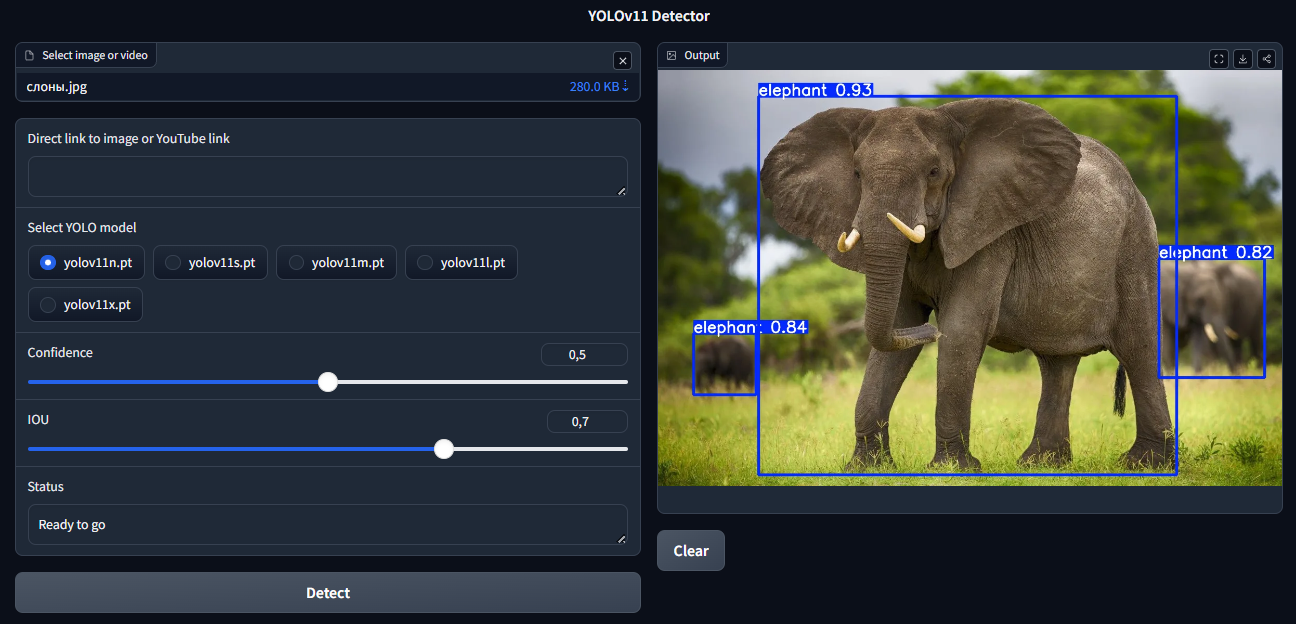 YOLOv11 Detector
Select image or video
слоны.jpg
280.0 KB ⇣
Direct link to image or YouTube link
Select YOLO model
yolov11n.pt yolov11s.pt yolov11m.pt yolov11l.pt
yolov11x.pt
Confidence
0,5
IOU
0,7
Status
Ready to go
Detect
Output
elephant 0.93
elephant 0.82
elephant 0.84
Clear